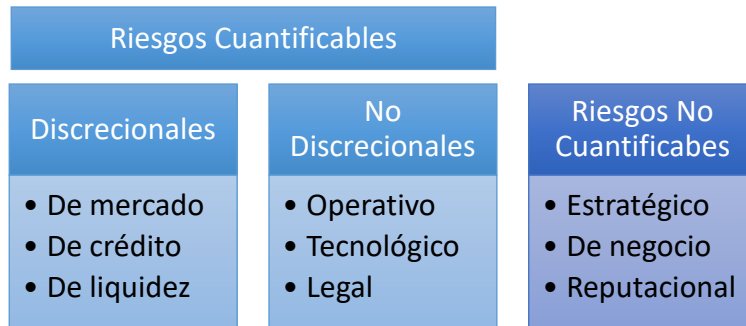 Riesgos Cuantificables
Discrecionales
• De mercado
• De crédito
• De liquidez
No
Discrecionales
• Operativo
• Tecnológico
• Legal
Riesgos No
Cuantificabes
• Estratégico
• De negocio
• Reputacional